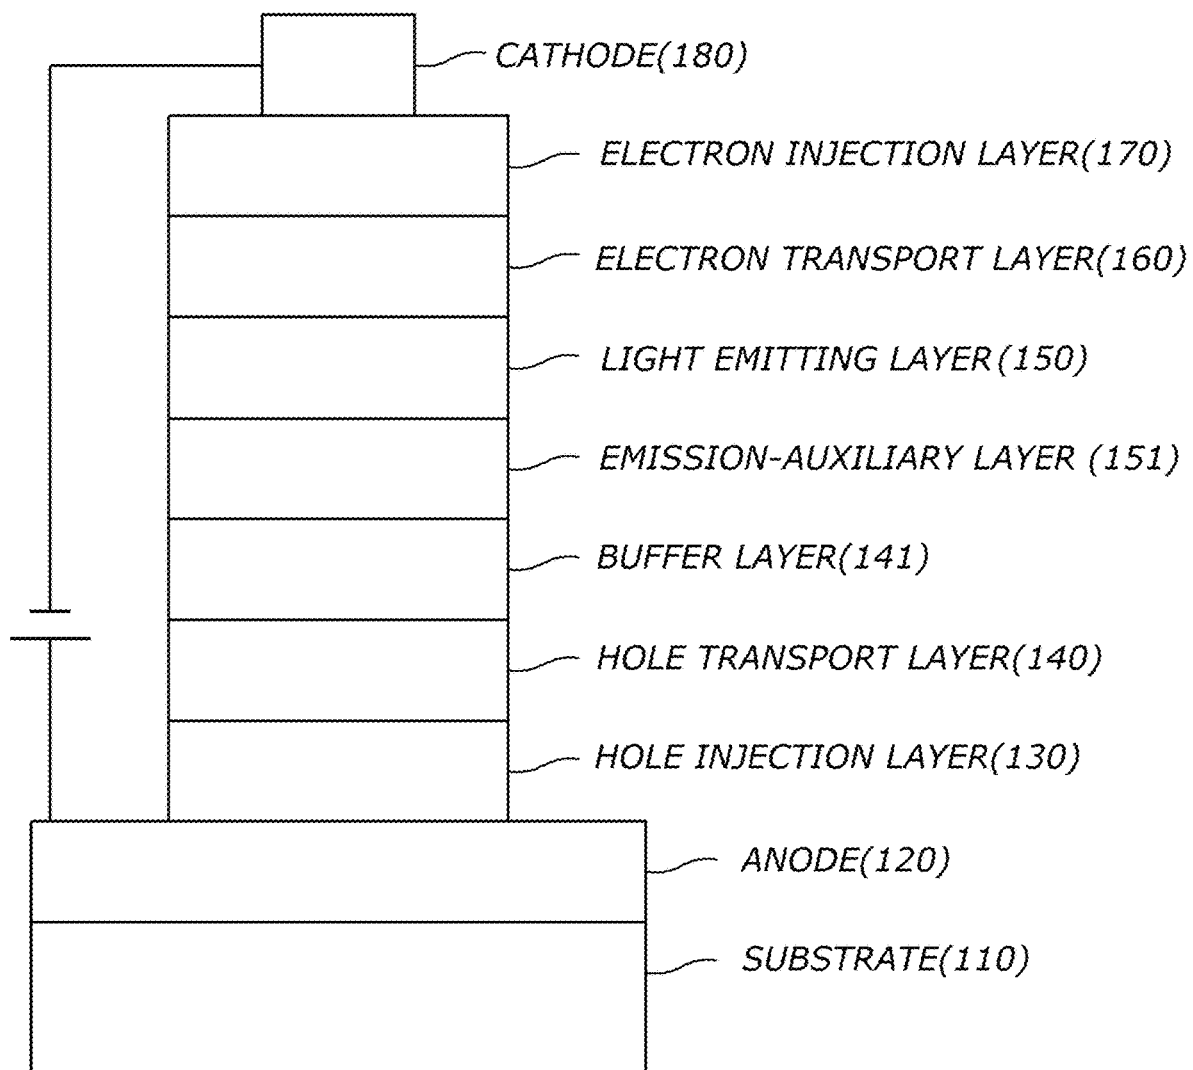 CATHODE(180)
ELECTRON INJECTION LAYER(170)
ELECTRON TRANSPORT LAYER(160)
LIGHT EMITTING LAYER(150)
EMISSION-AUXILIARY LAYER (151)
BUFFER LAYER(141)
HOLE TRANSPORT LAYER(140)
HOLE INJECTION LAYER(130)
ANODE(120)
SUBSTRATE(110)